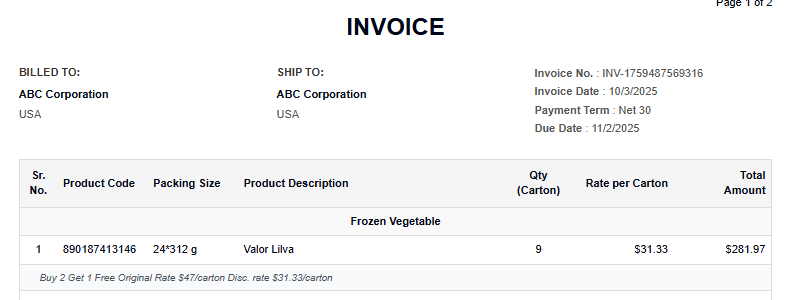 Page 1 of 2
INVOICE
BILLED TO:
ABC Corporation
USA
SHIP TO:
ABC Corporation
USA
Invoice No. : INV-1759487569316
Invoice Date : 10/3/2025
Payment Term : Net 30
Due Date : 11/2/2025
Sr. No. Product Code Packing Size Product Description Qty (Carton) Rate per Carton Total Amount
Frozen Vegetable
1 890187413146 24*312 g Valor Lilva 9 $31.33 $281.97
Buy 2 Get 1 Free Original Rate $47/carton Disc. rate $31.33/carton